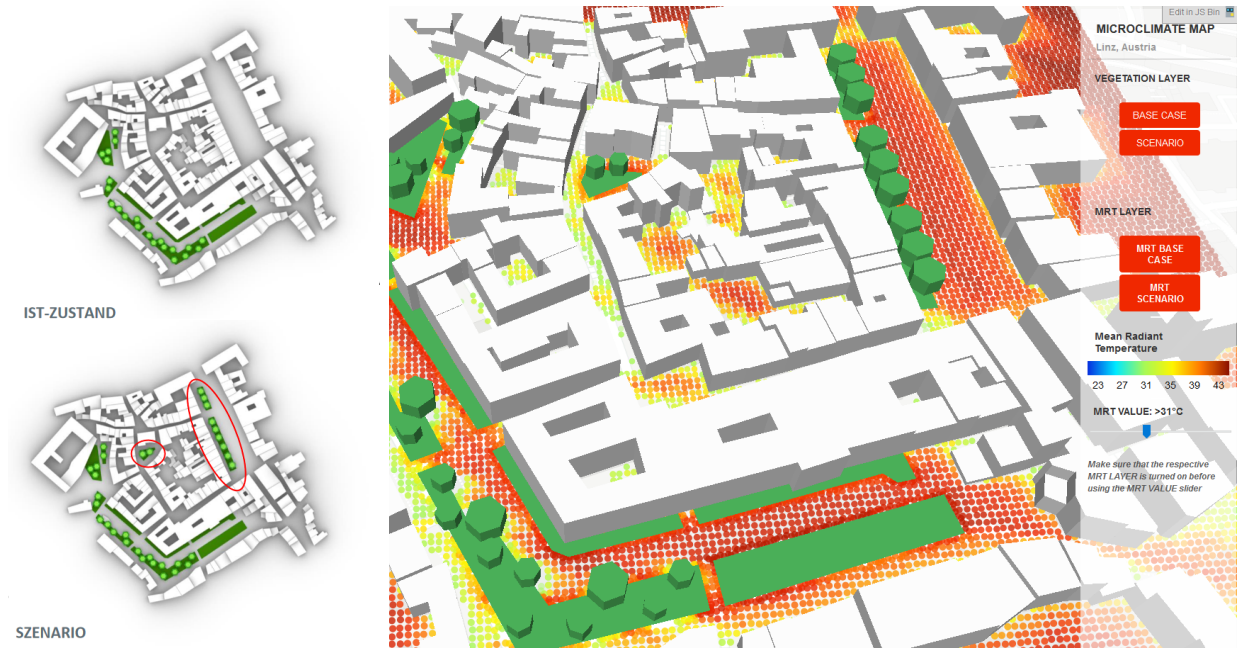 IST-ZUSTAND
SZENARIO
Edit in JS Bin
MICROCLIMATE MAP
Linz, Austria
VEGETATION LAYER
BASE CASE
SCENARIO
MRT LAYER
MRT BASE
CASE
MRT
SCENARIO
Mean Radiant
Temperature
23 27 31 35 39 43
MRT VALUE: >31°C
Make sure that the respective
MRT LAYER is turned on before
using the MRT VALUE slider